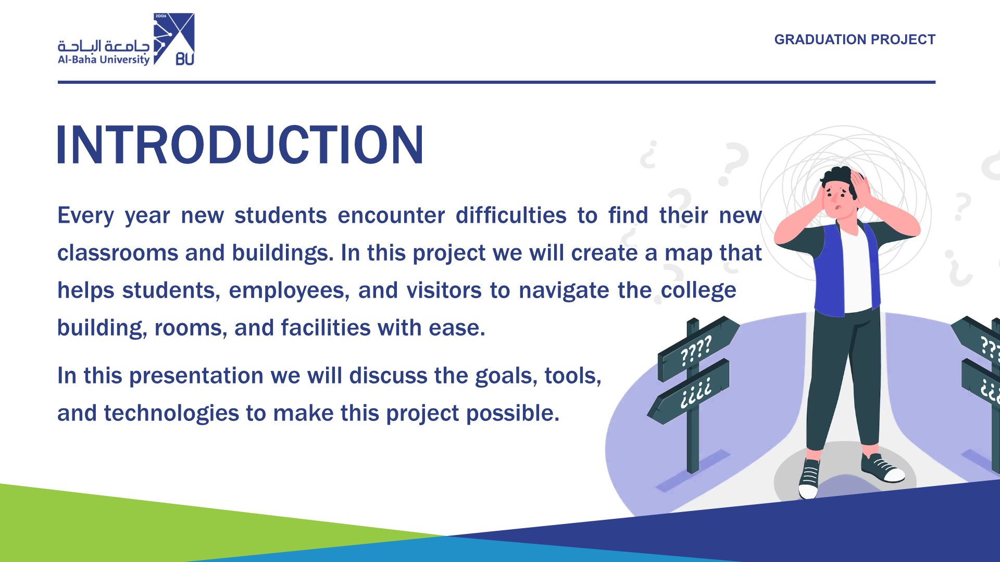 2006
جامعة الباحة
Al-Baha University
BU
GRADUATION PROJECT
INTRODUCTION
Every year new students encounter difficulties to find their new
classrooms and buildings. In this project we will create a map that
helps students, employees, and visitors to navigate the college
building, rooms, and facilities with ease.
In this presentation we will discuss the goals, tools,
and technologies to make this project possible.
????
¿¿¿¿
???
¿¿¿